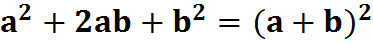 a² + 2ab + b² = (a + b)²